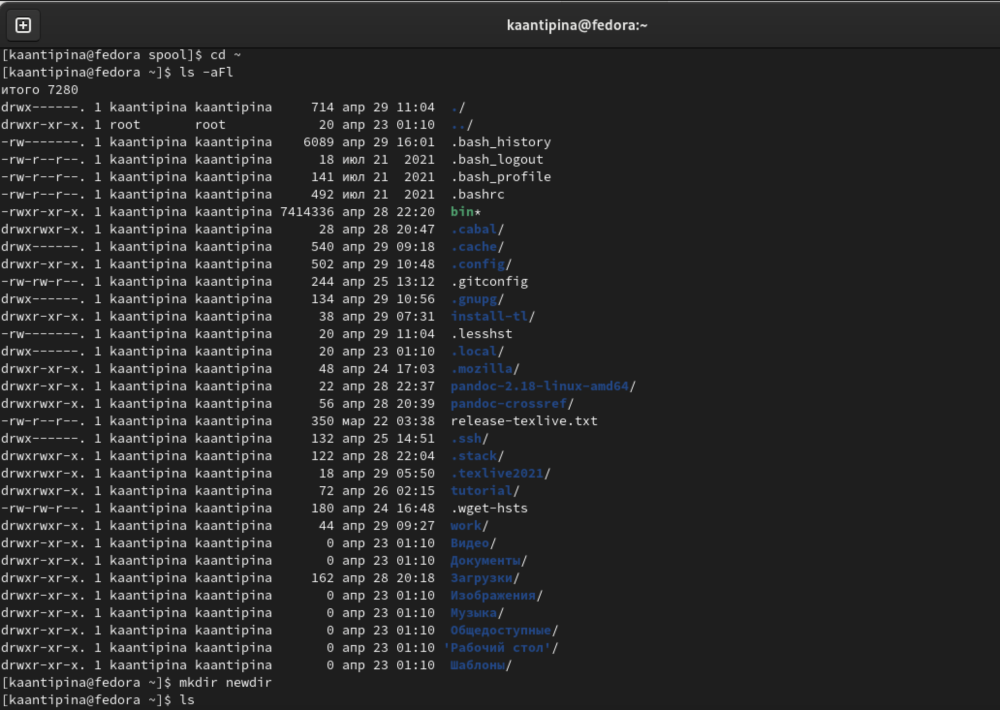 kaantipina@fedora:~
[kaantipina@fedora spool]$ cd ~
[kaantipina@fedora ~]$ ls -aFl
итого 7280
drwx------. 1 kaantipina kaantipina     714 апр 29 11:04  ./
drwxr-xr-x. 1 root       root            20 апр 23 01:10  ../
-rw-------. 1 kaantipina kaantipina    6089 апр 29 16:01  .bash_history
-rw-r--r--. 1 kaantipina kaantipina      18 июл 21  2021  .bash_logout
-rw-r--r--. 1 kaantipina kaantipina     141 июл 21  2021  .bash_profile
-rw-r--r--. 1 kaantipina kaantipina     492 июл 21  2021  .bashrc
-rwxr-xr-x. 1 kaantipina kaantipina 7414336 апр 28 22:20  bin*
drwxrwxr-x. 1 kaantipina kaantipina      28 апр 28 20:47  .cabal/
drwx------. 1 kaantipina kaantipina     540 апр 29 09:18  .cache/
drwxr-xr-x. 1 kaantipina kaantipina     502 апр 29 10:48  .config/
-rw-rw-r--. 1 kaantipina kaantipina     244 апр 25 13:12  .gitconfig
drwx------. 1 kaantipina kaantipina     134 апр 29 10:56  .gnupg/
drwxr-xr-x. 1 kaantipina kaantipina      38 апр 29 07:31  install-tl/
-rw-------. 1 kaantipina kaantipina      20 апр 29 11:04  .lesshst
drwx------. 1 kaantipina kaantipina      20 апр 23 01:10  .local/
drwxr-xr-x. 1 kaantipina kaantipina      48 апр 24 17:03  .mozilla/
drwxr-xr-x. 1 kaantipina kaantipina      22 апр 28 22:37  pandoc-2.18-linux-amd64/
drwxrwxr-x. 1 kaantipina kaantipina      56 апр 28 20:39  pandoc-crossref/
-rw-r--r--. 1 kaantipina kaantipina     350 мар 22 03:38  release-texlive.txt
drwx------. 1 kaantipina kaantipina     132 апр 25 14:51  .ssh/
drwxrwxr-x. 1 kaantipina kaantipina     122 апр 28 22:04  .stack/
drwxrwxr-x. 1 kaantipina kaantipina      18 апр 29 05:50  .texlive2021/
drwxrwxr-x. 1 kaantipina kaantipina      72 апр 26 02:15  tutorial/
-rw-rw-r--. 1 kaantipina kaantipina     180 апр 24 16:48  .wget-hsts
drwxrwxr-x. 1 kaantipina kaantipina      44 апр 29 09:27  work/
drwxr-xr-x. 1 kaantipina kaantipina       0 апр 23 01:10  Видео/
drwxr-xr-x. 1 kaantipina kaantipina       0 апр 23 01:10  Документы/
drwxr-xr-x. 1 kaantipina kaantipina     162 апр 28 20:18  Загрузки/
drwxr-xr-x. 1 kaantipina kaantipina       0 апр 23 01:10  Изображения/
drwxr-xr-x. 1 kaantipina kaantipina       0 апр 23 01:10  Музыка/
drwxr-xr-x. 1 kaantipina kaantipina       0 апр 23 01:10  Общедоступные/
drwxr-xr-x. 1 kaantipina kaantipina       0 апр 23 01:10 'Рабочий стол'/
drwxr-xr-x. 1 kaantipina kaantipina       0 апр 23 01:10  Шаблоны/
[kaantipina@fedora ~]$ mkdir newdir
[kaantipina@fedora ~]$ ls